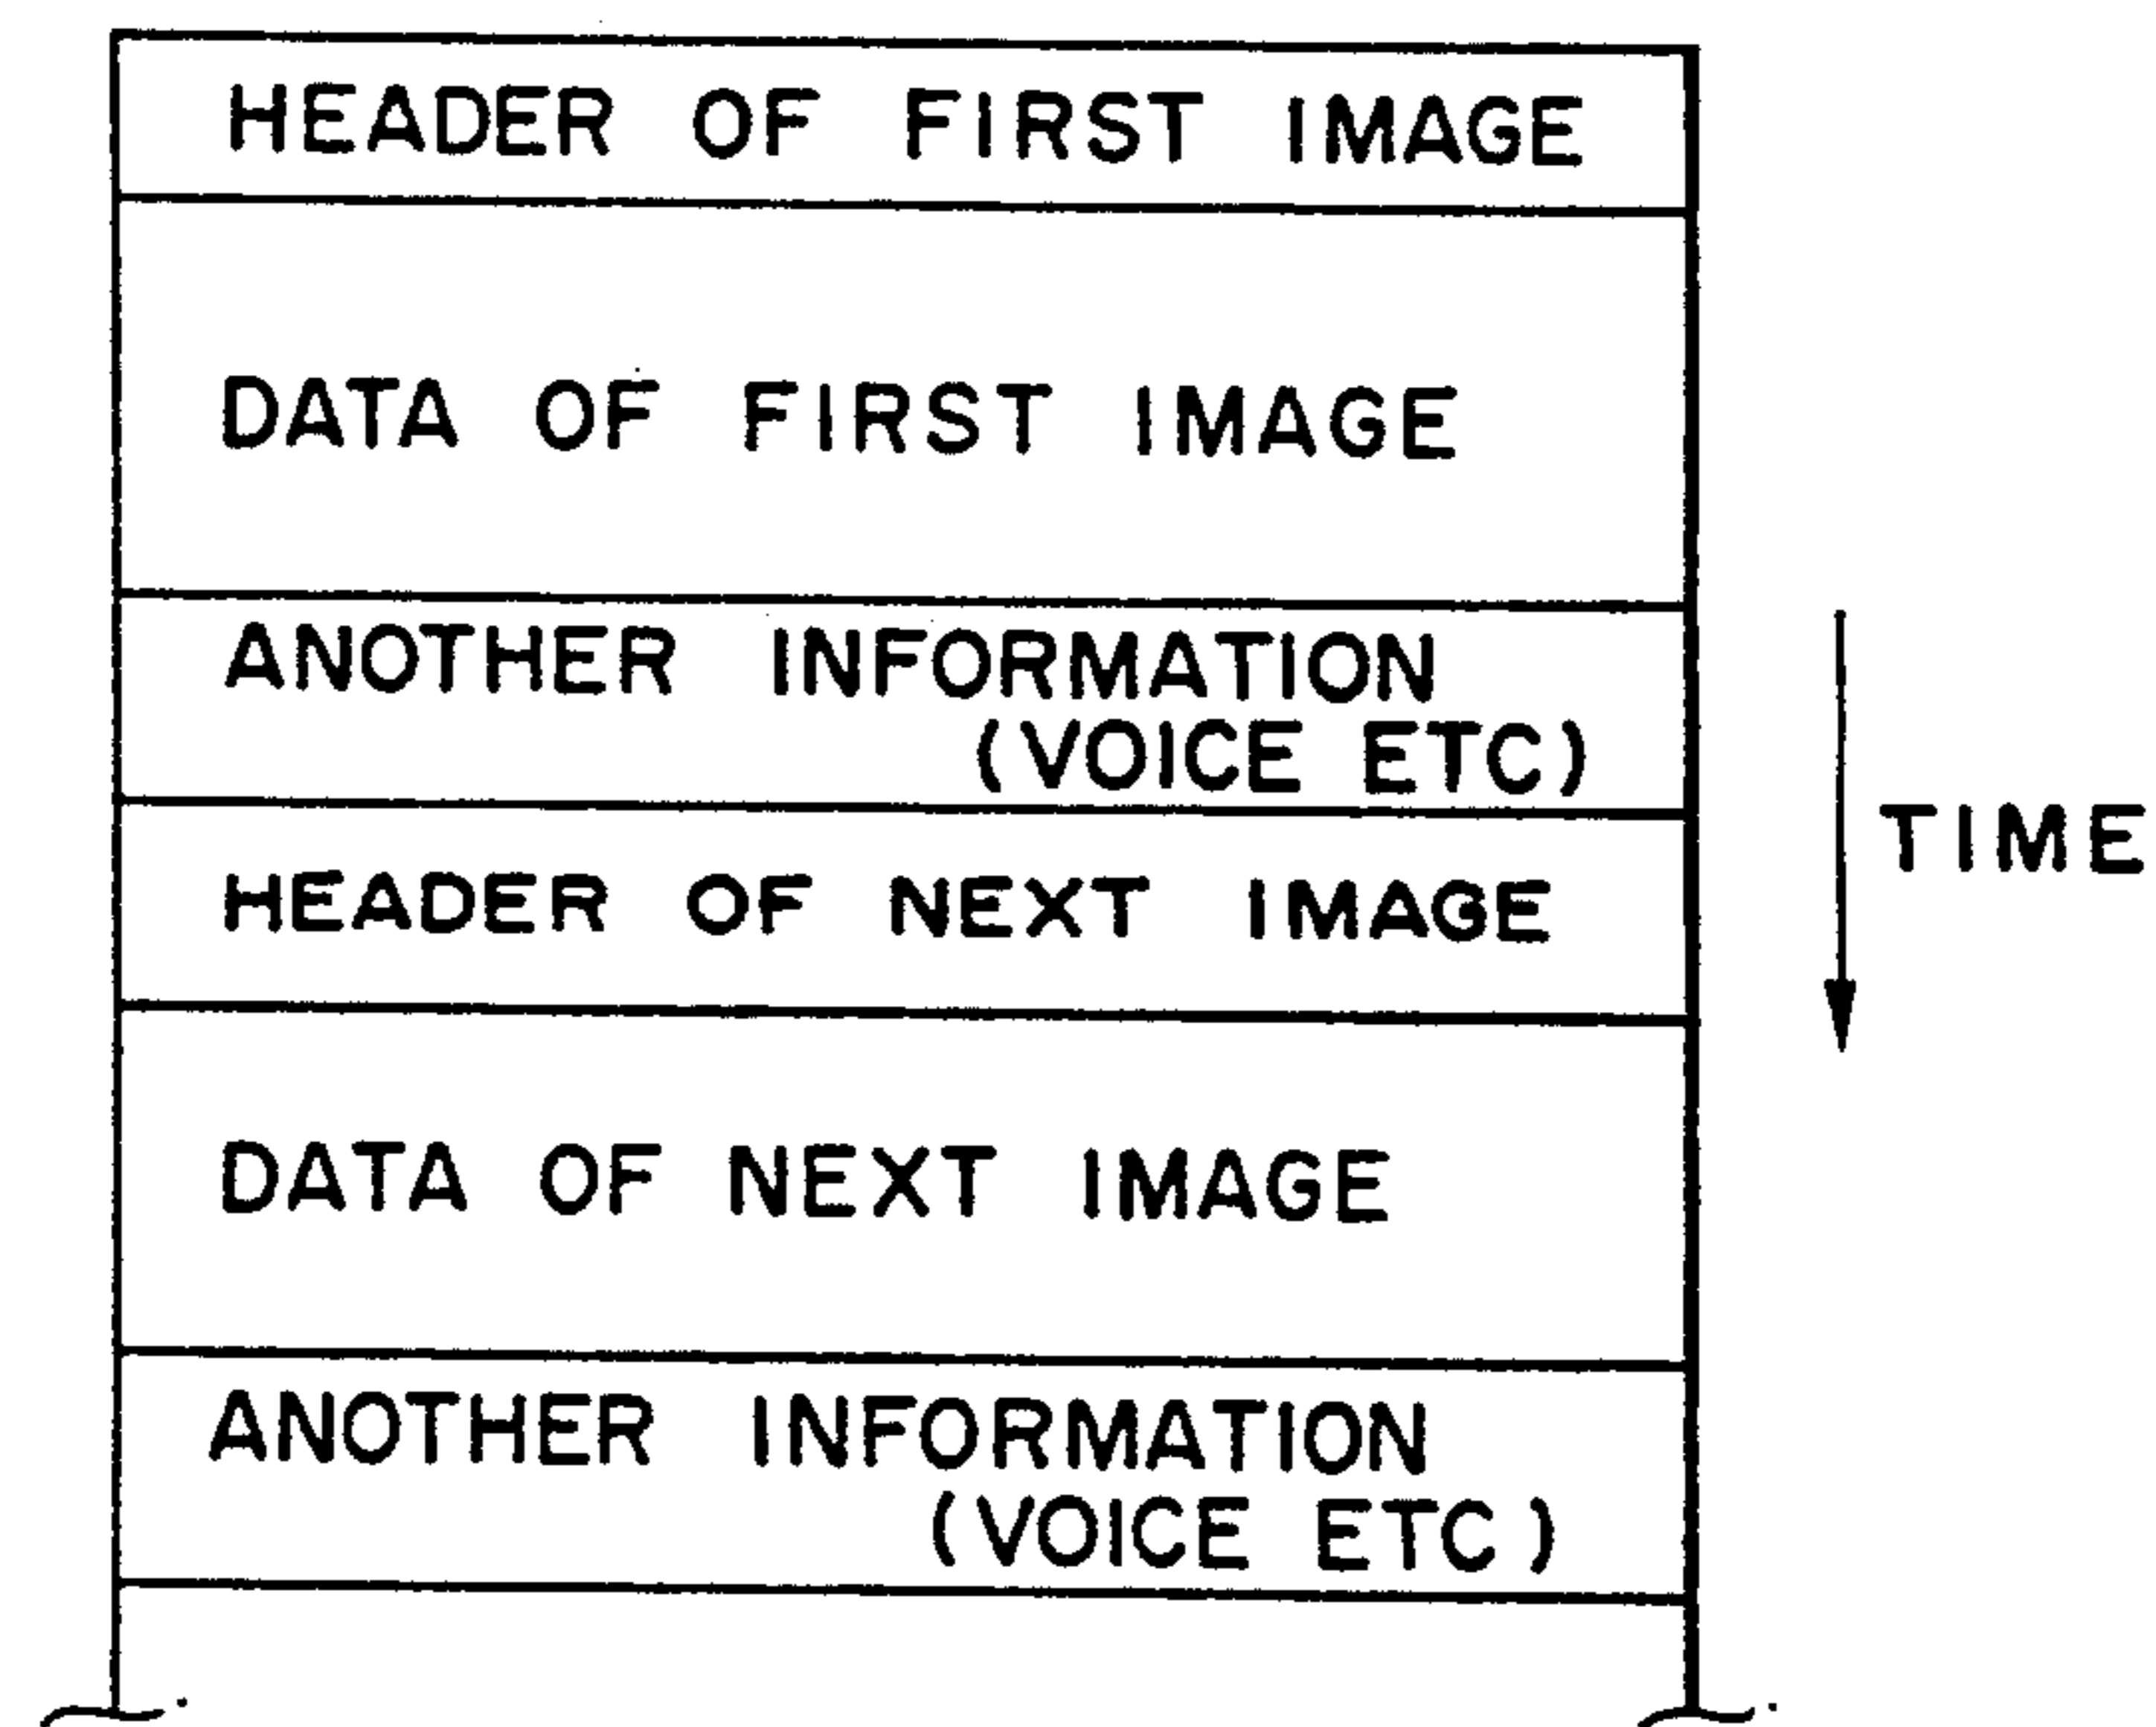 HEADER OF FIRST IMAGE
DATA OF FIRST IMAGE
ANOTHER INFORMATION
(VOICE ETC)
TIME
HEADER OF NEXT IMAGE
DATA OF NEXT IMAGE
ANOTHER INFORMATION
(VOICE ETC)